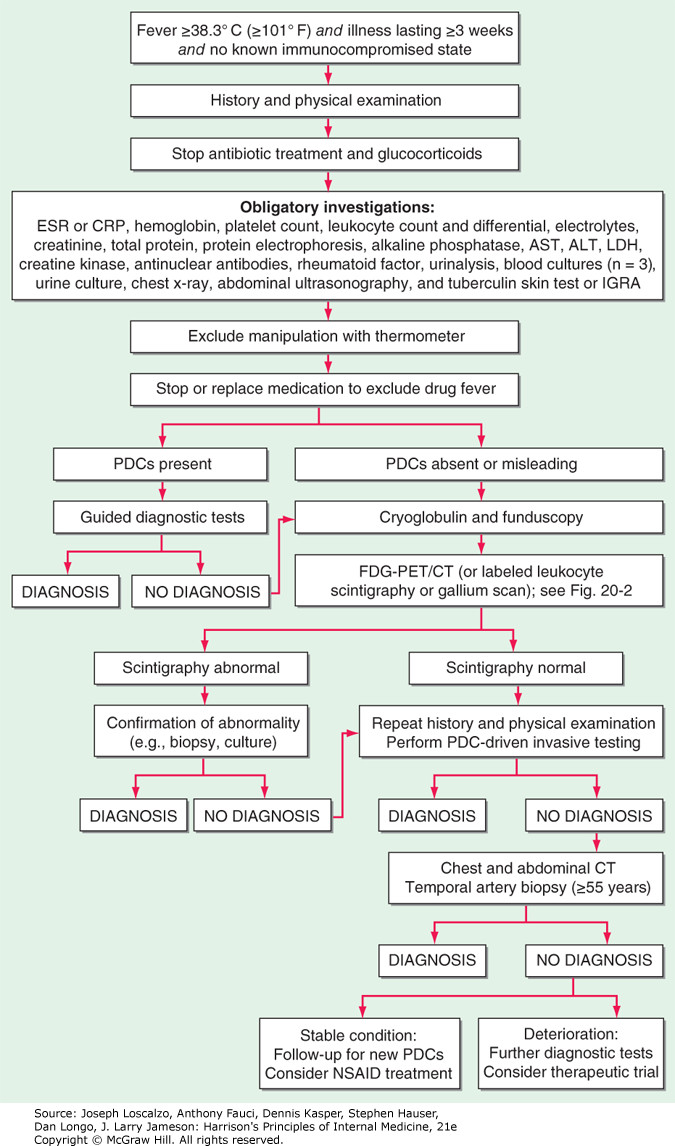 Fever ≥38.3° C (≥101° F) and illness lasting ≥3 weeks
and no known immunocompromised state
History and physical examination
Stop antibiotic treatment and glucocorticoids
Obligatory investigations:
ESR or CRP, hemoglobin, platelet count, leukocyte count and differential, electrolytes,
creatinine, total protein, protein electrophoresis, alkaline phosphatase, AST, ALT, LDH,
creatine kinase, antinuclear antibodies, rheumatoid factor, urinalysis, blood cultures (n = 3),
urine culture, chest x-ray, abdominal ultrasonography, and tuberculin skin test or IGRA
Exclude manipulation with thermometer
Stop or replace medication to exclude drug fever
PDCs present
PDCs absent or misleading
Guided diagnostic tests
Cryoglobulin and funduscopy
DIAGNOSIS
NO DIAGNOSIS
FDG-PET/CT (or labeled leukocyte
scintigraphy or gallium scan); see Fig. 20-2
Scintigraphy abnormal
Scintigraphy normal
Confirmation of abnormality
(e.g., biopsy, culture)
Repeat history and physical examination
Perform PDC-driven invasive testing
DIAGNOSIS
NO DIAGNOSIS
DIAGNOSIS
NO DIAGNOSIS
Chest and abdominal CT
Temporal artery biopsy (≥55 years)
DIAGNOSIS
NO DIAGNOSIS
Stable condition:
Follow-up for new PDCs
Consider NSAID treatment
Deterioration:
Further diagnostic tests
Consider therapeutic trial
Source: Joseph Loscalzo, Anthony Fauci, Dennis Kasper, Stephen Hauser,
Dan Longo, J. Larry Jameson: Harrison's Principles of Internal Medicine, 21e
Copyright © McGraw Hill. All rights reserved.